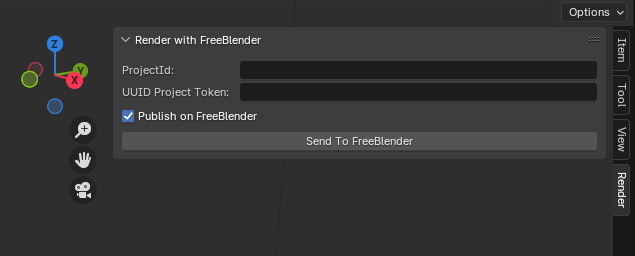 Options
Render with FreeBlender
Z
Y
X
ProjectId:
UUID Project Token:
Publish on FreeBlender
Send To FreeBlender
Item
Tool
View
Render